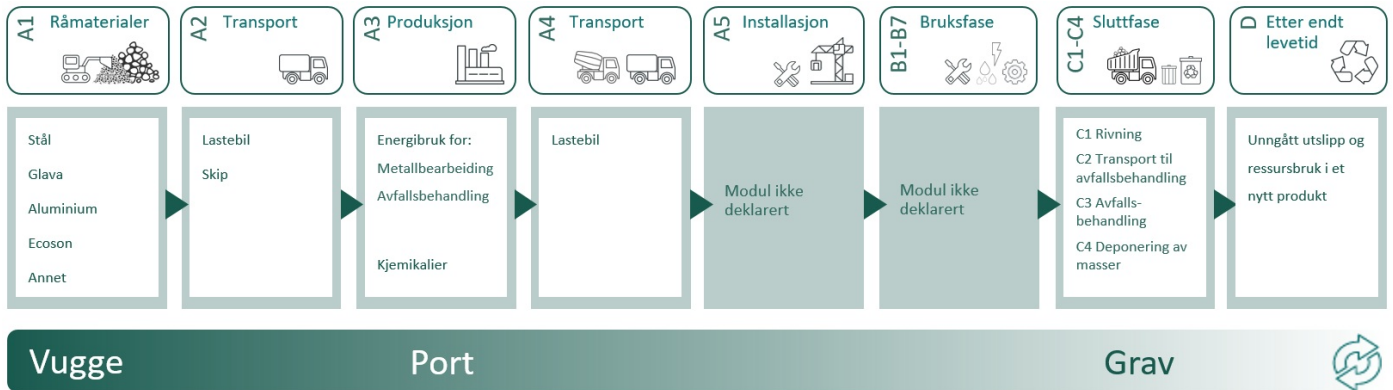 A1 Råmaterialer
A2 Transport
A3 Produksjon
A4 Transport
A5 Installasjon
B1-B7 Bruksfase
C1-C4 Sluttfase
D Etter endt
levetid
Stål
Glava
Aluminium
Ecoson
Annet
Lastebil
Skip
Energibruk for:
Metallbearbeiding
Avfallsbehandling
Kjemikalier
Lastebil
Modul ikke
deklarert
Modul ikke
deklarert
C1 Rivning
C2 Transport til
avfallsbehandling
C3 Avfalls-
behandling
C4 Deponering av
masser
Unngått utslipp og
ressursbruk i et
nytt produkt
Vugge
Port
Grav